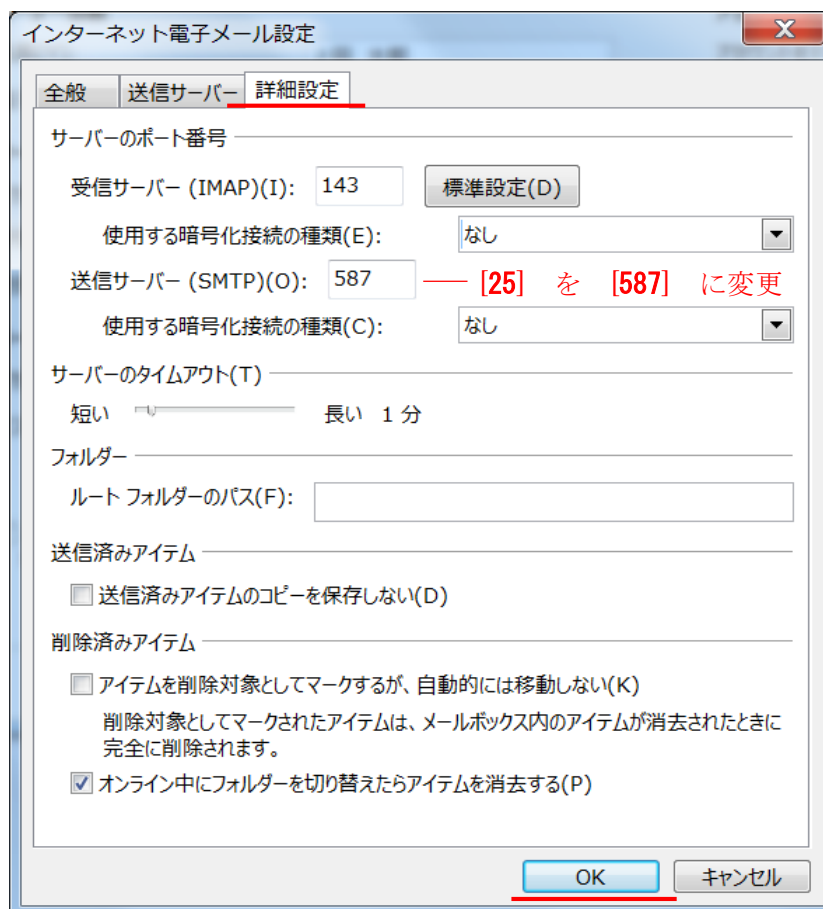 インターネット電子メール設定
全般 送信サーバー 詳細設定
サーバーのポート番号
受信サーバー (IMAP)(I): 143 標準設定(D)
使用する暗号化接続の種類(E): なし
送信サーバー (SMTP)(O): 587 [25] を [587] に変更
使用する暗号化接続の種類(C): なし
サーバーのタイムアウト(T)
短い 長い 1 分
フォルダー
ルート フォルダーのパス(F):
送信済みアイテム
送信済みアイテムのコピーを保存しない(D)
削除済みアイテム
アイテムを削除対象としてマークするが、自動的には移動しない(K)
削除対象としてマークされたアイテムは、メールボックス内のアイテムが消去されたときに
完全に削除されます。
オンライン中にフォルダーを切り替えたらアイテムを消去する(P)
OK キャンセル